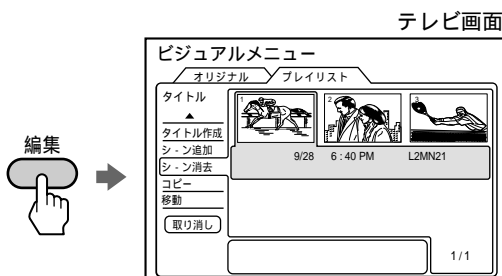 テレビ画面
ビジュアルメニュー
オリジナル プレイリスト
タイトル
▲
タイトル作成
シ-ン追加
シ-ン消去
コピー
移動
取り消し
編集
1 2 3
9/28 6:40 PM L2MN21
1/1